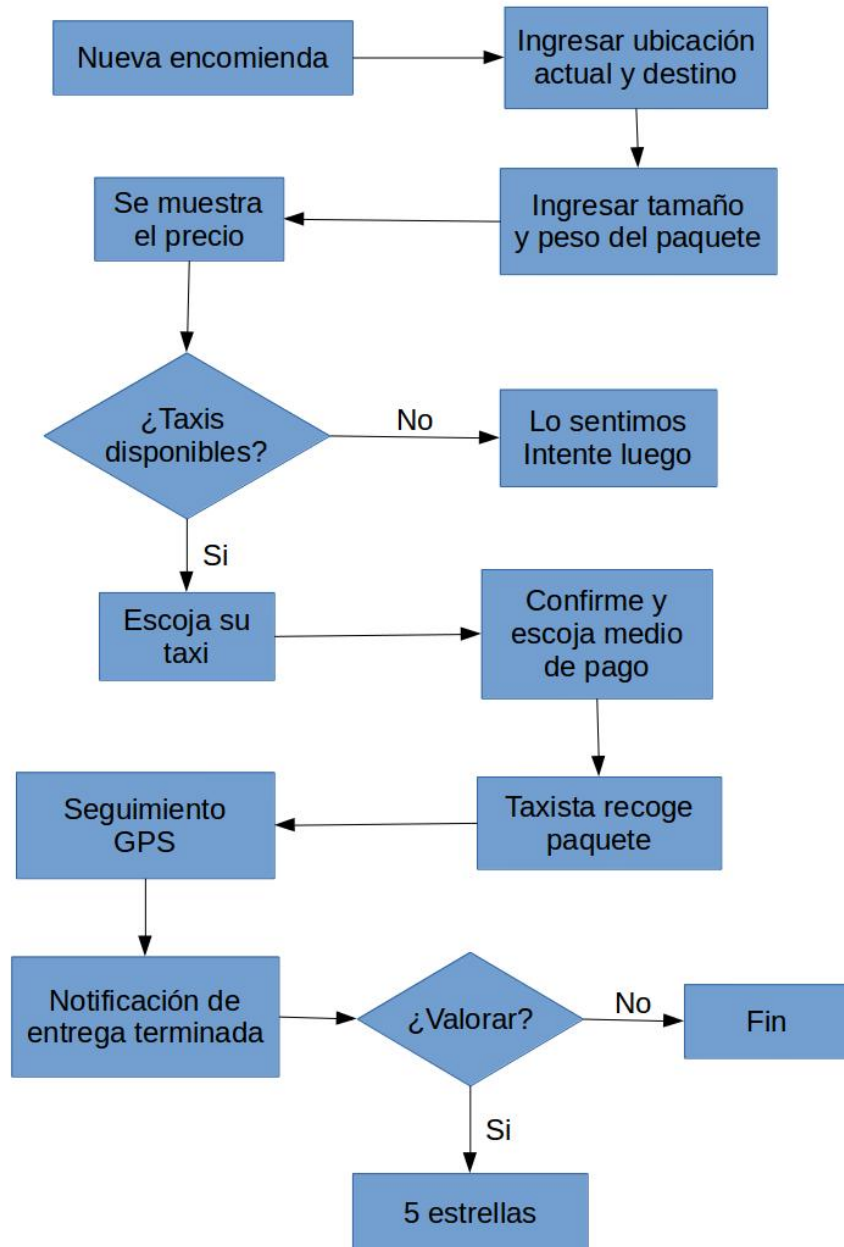 Nueva encomienda
Ingresar ubicación
actual y destino
Ingresar tamaño
y peso del paquete
Se muestra
el precio
¿Taxis
disponibles?
No
Lo sentimos
Intente luego
Si
Escoja su
taxi
Confirme y
escoja medio
de pago
Taxista recoge
paquete
Seguimiento
GPS
Notificación de
entrega terminada
¿Valorar?
No
Fin
Si
5 estrellas